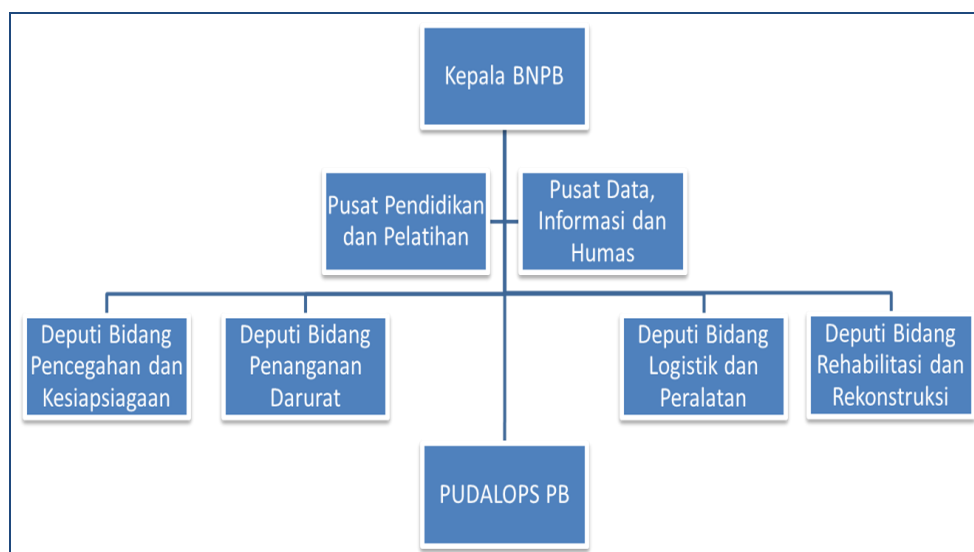 Kepala BNPB
Pusat Pendidikan
dan Pelatihan
Pusat Data,
Informasi dan
Humas
Deputi Bidang
Pencegahan dan
Kesiapsiagaan
Deputi Bidang
Penanganan
Darurat
Deputi Bidang
Logistik dan
Peralatan
Deputi Bidang
Rehabilitasi dan
Rekonstruksi
PUDALOPS PB